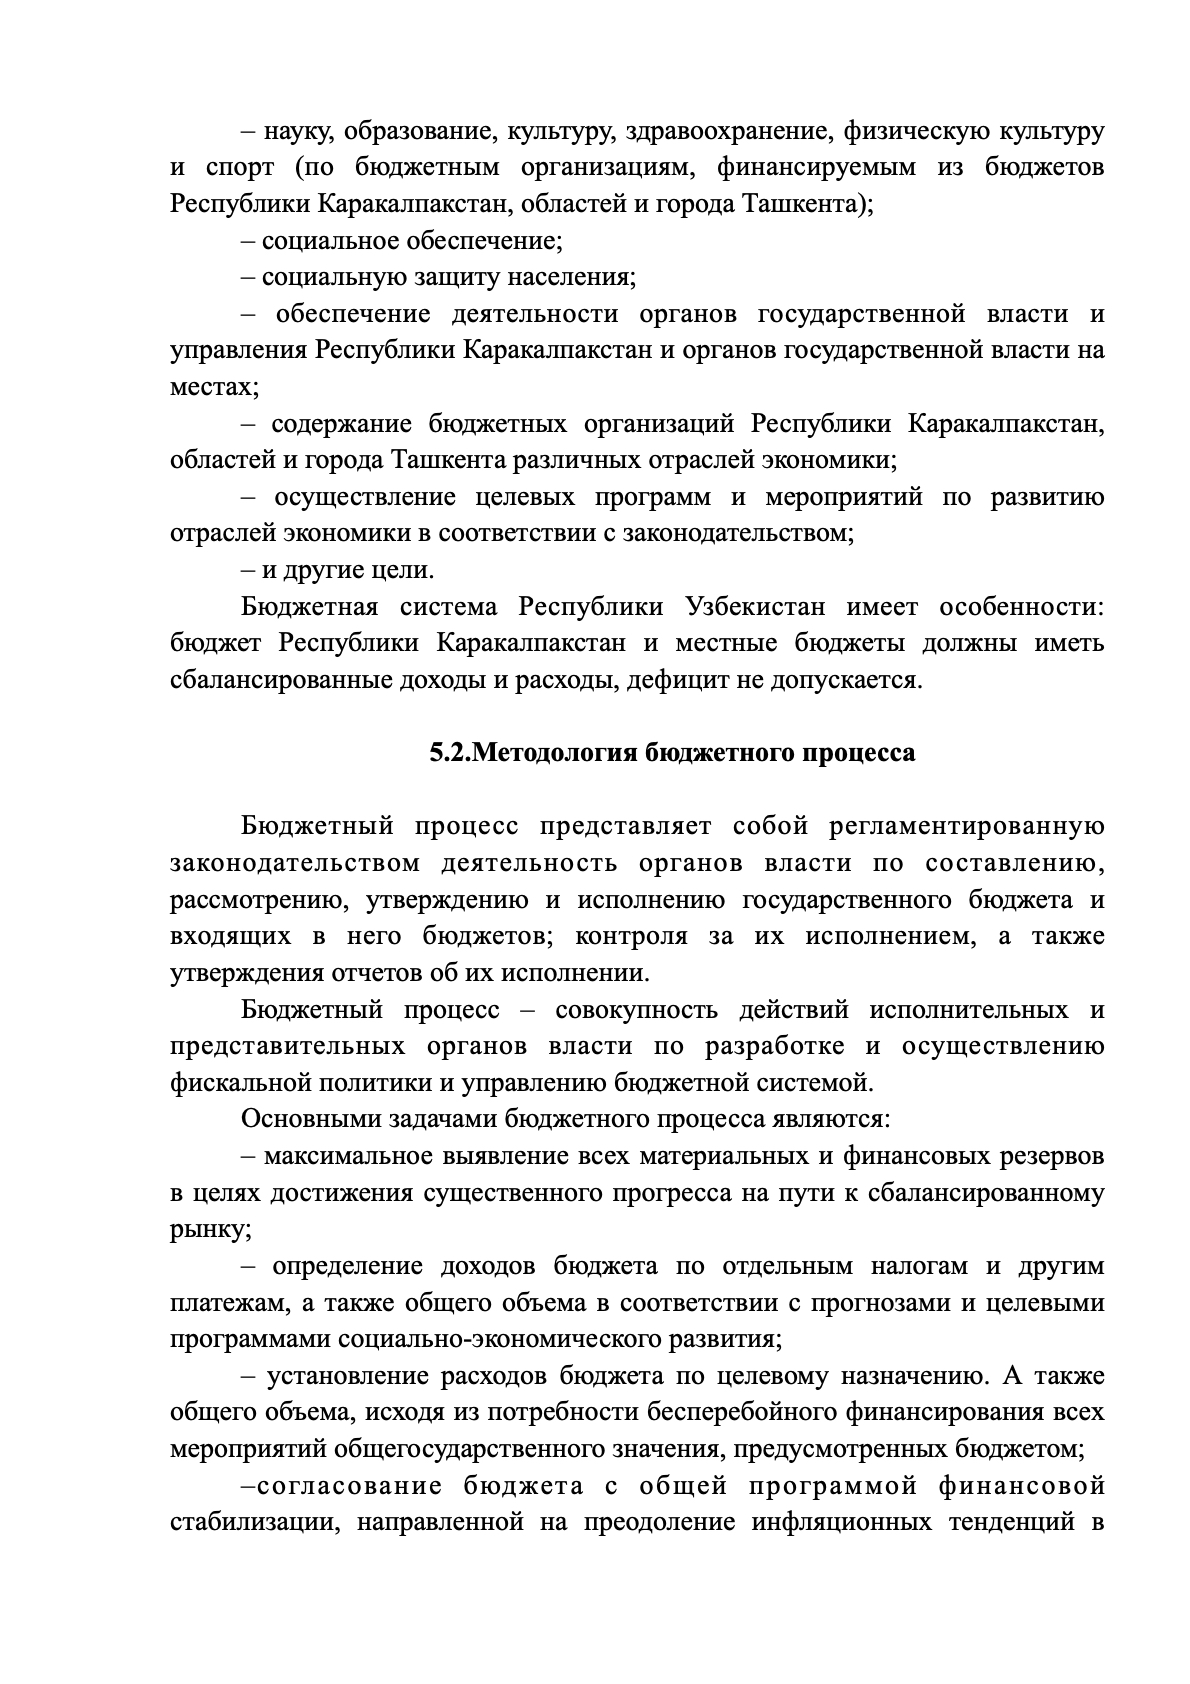 – науку, образование, культуру, здравоохранение, физическую культуру
и спорт (по бюджетным организациям, финансируемым из бюджетов
Республики Каракалпакстан, областей и города Ташкента);
– социальное обеспечение;
– социальную защиту населения;
– обеспечение деятельности органов государственной власти и
управления Республики Каракалпакстан и органов государственной власти на
местах;
– содержание бюджетных организаций Республики Каракалпакстан,
областей и города Ташкента различных отраслей экономики;
– осуществление целевых программ и мероприятий по развитию
отраслей экономики в соответствии с законодательством;
– и другие цели.
Бюджетная система Республики Узбекистан имеет особенности:
бюджет Республики Каракалпакстан и местные бюджеты должны иметь
сбалансированные доходы и расходы, дефицит не допускается.
5.2.Методология бюджетного процесса
Бюджетный процесс представляет собой регламентированную
законодательством деятельность органов власти по составлению,
рассмотрению, утверждению и исполнению государственного бюджета и
входящих в него бюджетов; контроля за их исполнением, а также
утверждения отчетов об их исполнении.
Бюджетный процесс – совокупность действий исполнительных и
представительных органов власти по разработке и осуществлению
фискальной политики и управлению бюджетной системой.
Основными задачами бюджетного процесса являются:
– максимальное выявление всех материальных и финансовых резервов
в целях достижения существенного прогресса на пути к сбалансированному
рынку;
– определение доходов бюджета по отдельным налогам и другим
платежам, а также общего объема в соответствии с прогнозами и целевыми
программами социально-экономического развития;
– установление расходов бюджета по целевому назначению. А также
общего объема, исходя из потребности бесперебойного финансирования всех
мероприятий общегосударственного значения, предусмотренных бюджетом;
–согласование бюджета с общей программой финансовой
стабилизации, направленной на преодоление инфляционных тенденций в